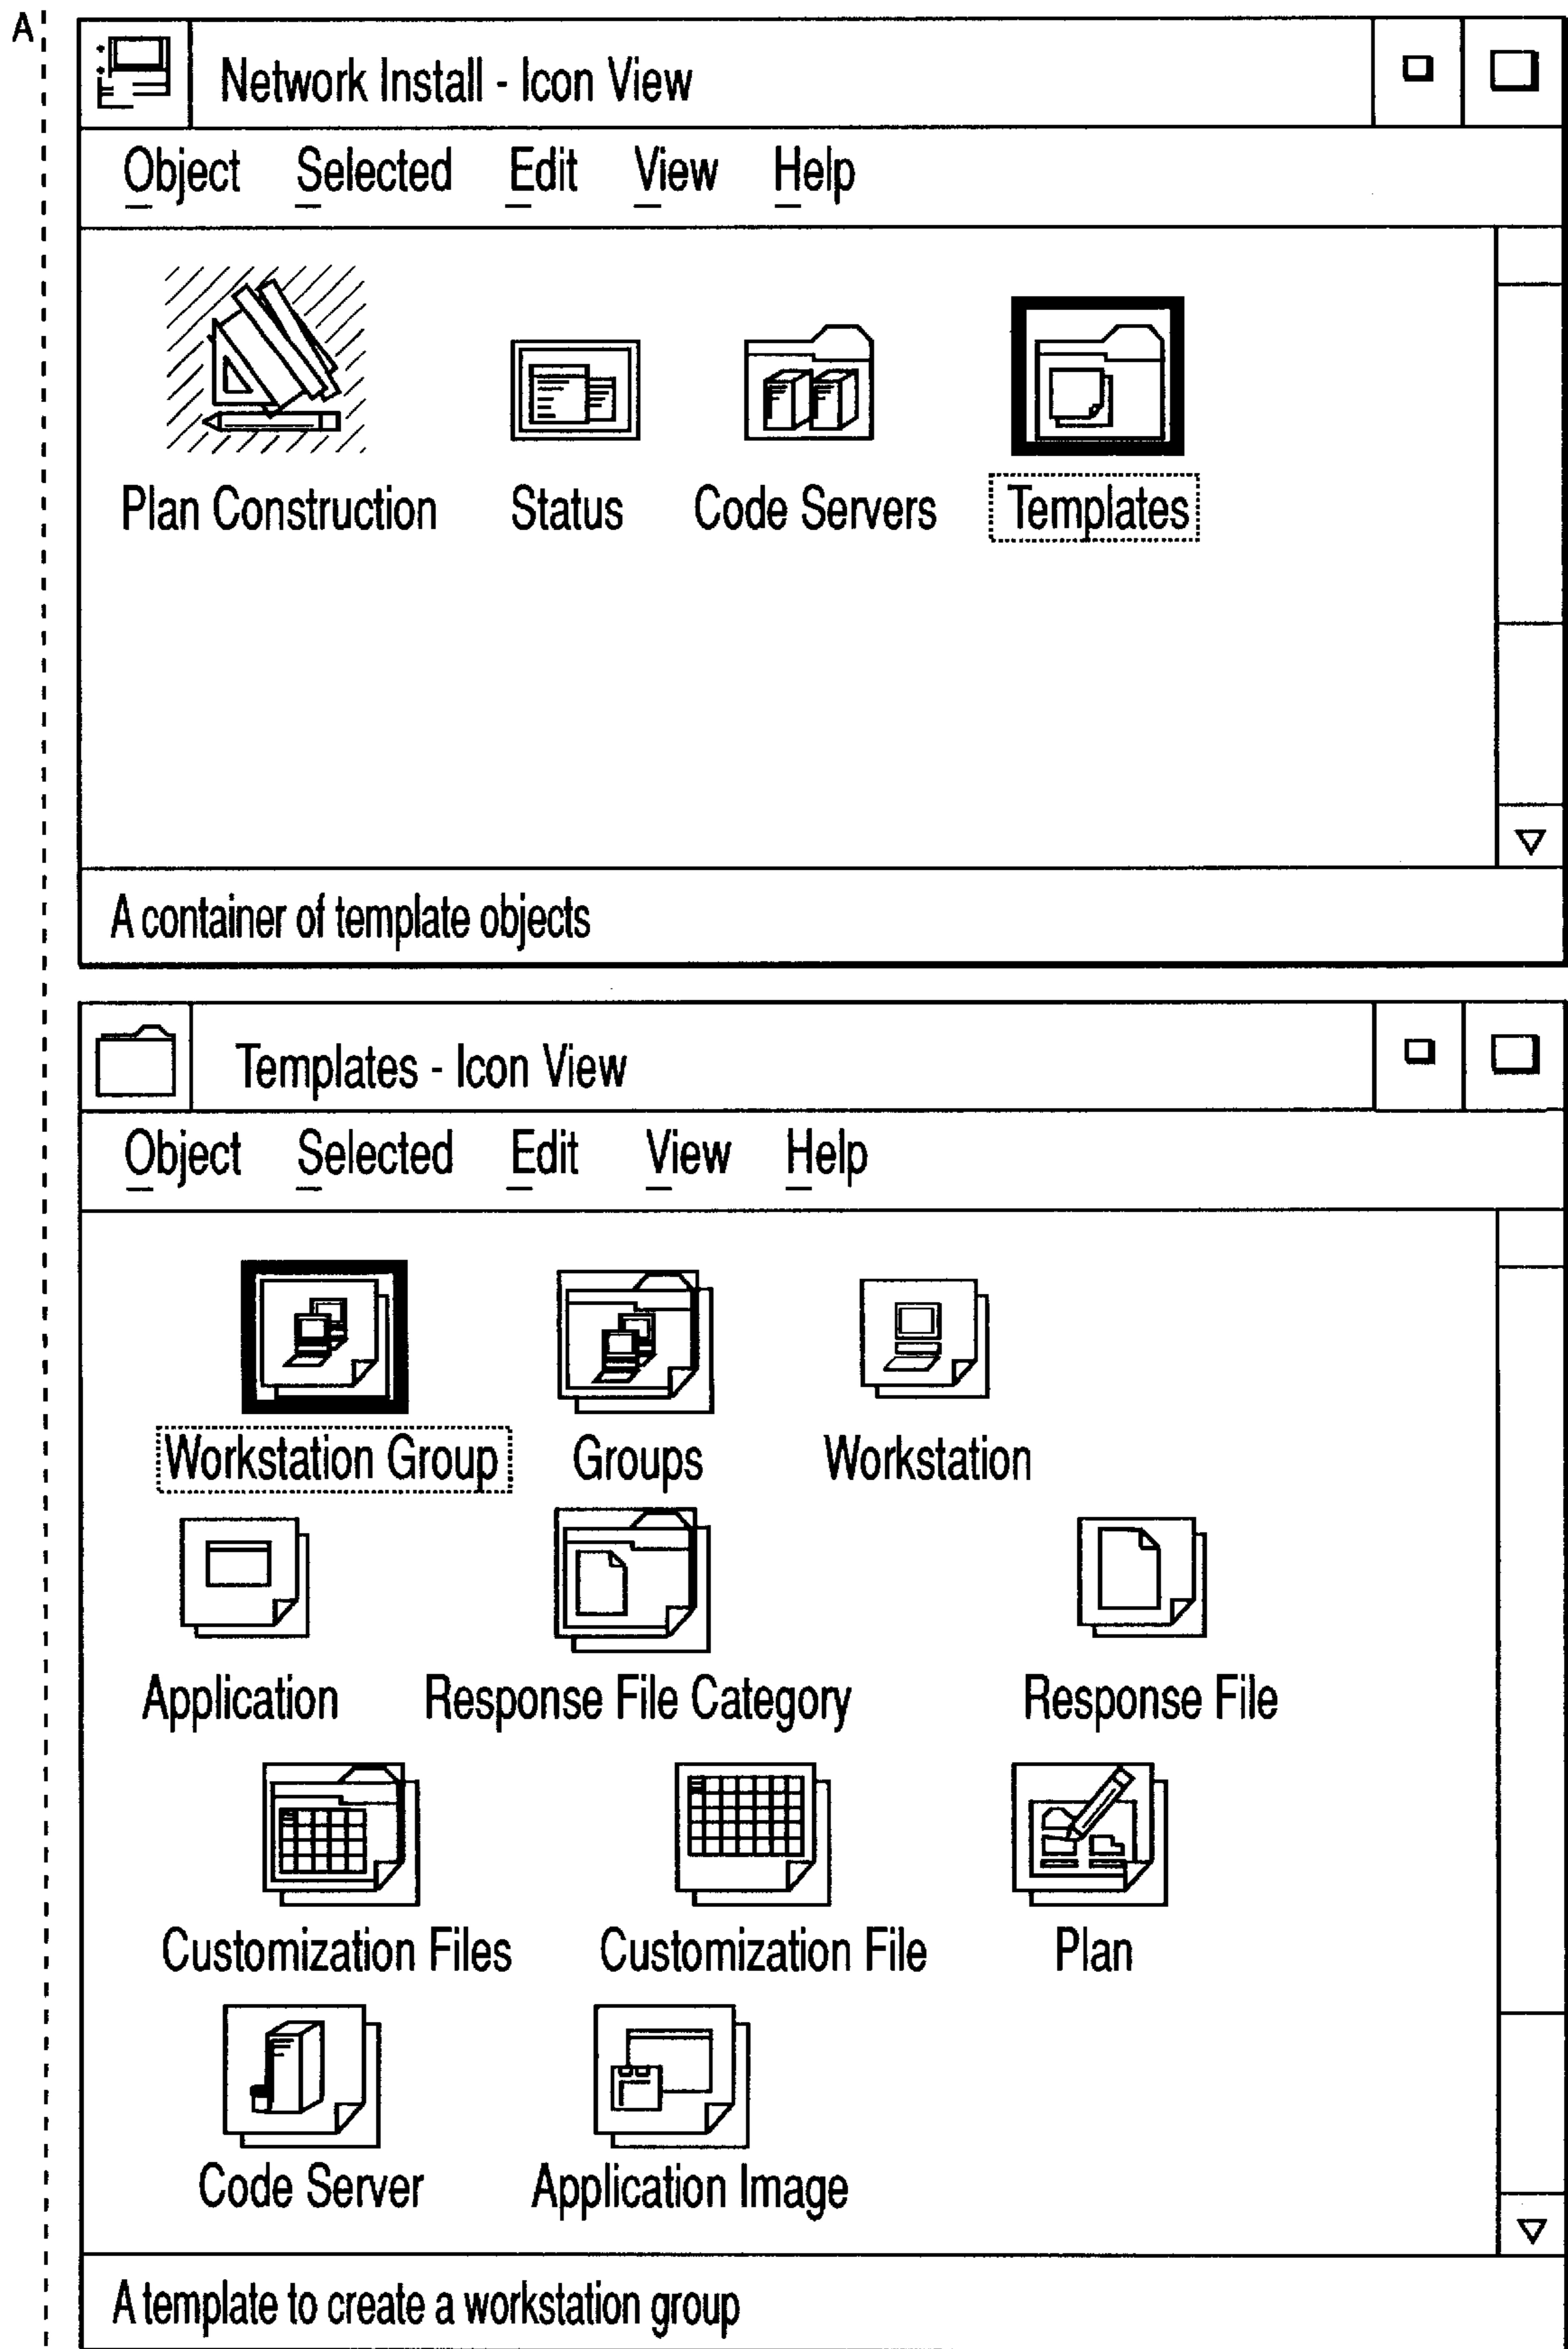 A
Network Install - Icon View
Object Selected Edit View Help
Plan Construction Status Code Servers Templates
A container of template objects
Templates - Icon View
Object Selected Edit View Help
Workstation Group Groups Workstation
Application Response File Category Response File
Customization Files Customization File Plan
Code Server Application Image
A template to create a workstation group